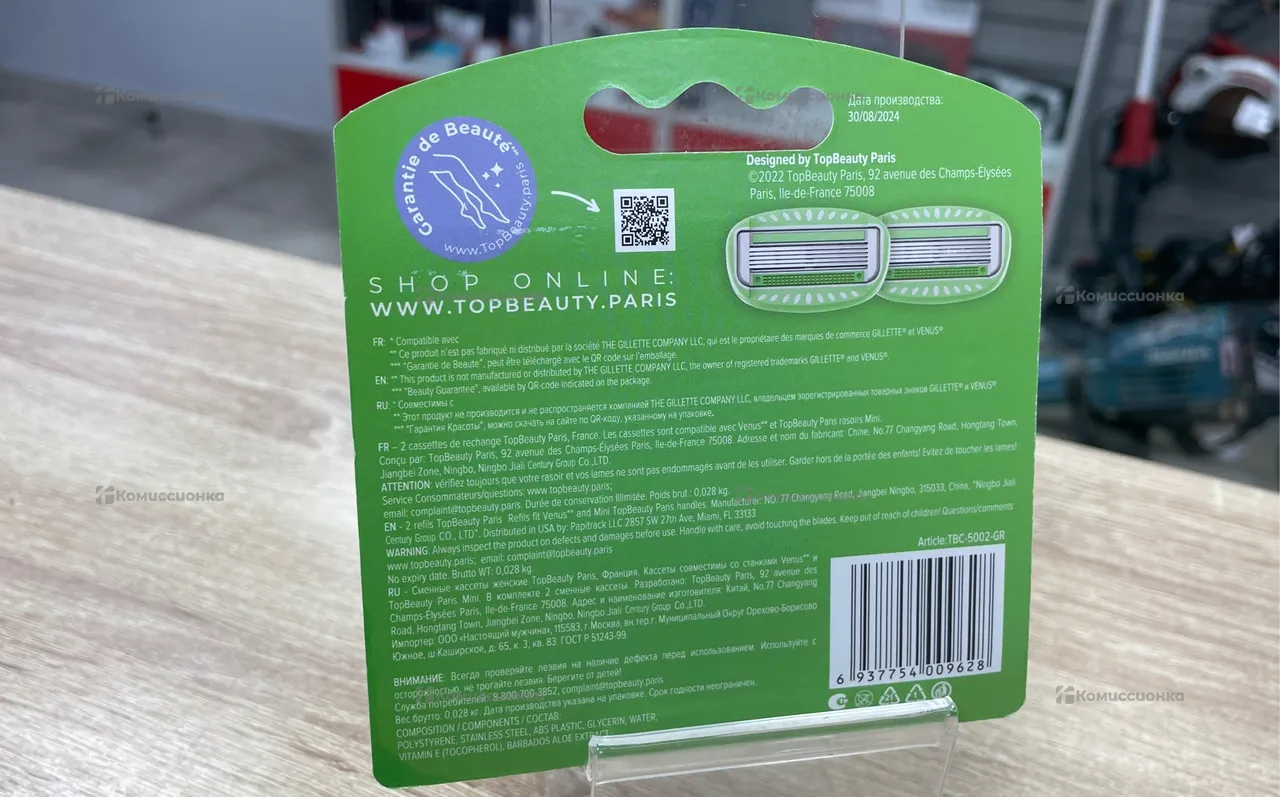 Дата производства:
30/08/2024
Garantie de Beauté™
www.TopBeauty.paris
Designed by TopBeauty Paris
©2022 TopBeauty Paris, 92 avenue des Champs-Élysées
Paris, Ile-de-France 75008
SHOP ONLINE:
WWW.TOPBEAUTY.PARIS
FR: * Compatible avec
** Ce produit n'est pas fabriqué ni distribué par la société THE GILLETTE COMPANY LLC, qui est le propriétaire des marques de commerce GILLETTE® et VENUS®.
*** "Garantie de Beaute", peut être téléchargé avec le QR code sur l'emballage.
EN: ** This product is not manufactured or distributed by THE GILLETTE COMPANY LLC, the owner of registered trademarks GILLETTE® and VENUS®.
*** "Beauty Guarantee", available by QR-code indicated on the package.
RU: * Совместимы с
** Этот продукт не производится и не распространяется компанией THE GILLETTE COMPANY LLC, владельцем зарегистрированных товарных знаков GILLETTE® и VENUS®
*** "Гарантия Красоты", можно скачать на сайте по QR-коду, указанному на упаковке.
FR – 2 cassettes de rechange TopBeauty Paris, France. Les cassettes sont compatible avec Venus** et TopBeauty Paris rasoirs Mini.
Conçu par: TopBeauty Paris, 92 avenue des Champs-Élysées Paris, Ile-de-France 75008. Adresse et nom du fabricant: Chine, No.77 Changyang Road, Hongtang Town,
Jiangbei Zone, Ningbo, Ningbo Jiali Century Group Co.,LTD.
ATTENTION: vérifiez toujours que votre rasoir et vos lames ne sont pas endommagés avant de les utiliser. Garder hors de la portée des enfants! Evitez de toucher les lames!
Service Consommateurs/questions: www.topbeauty.paris;
email: complaint@topbeauty.paris. Durée de conservation Illimitée. Poids brut: 0,028 kg.
EN - 2 refils TopBeauty Paris Refils fit Venus** and Mini TopBeauty Paris handles. Manufacturer: NO. 77 Changyang Road, Jiangbei Ningbo, 315033, China, "Ningbo Jiali
Century Group CO., LTD". Distributed in USA by: Papitrack LLC 2857 SW 27th Ave, Miami, FL 33133
WARNING: Always inspect the product on defects and damages before use. Handle with care, avoid touching the blades. Keep out of reach of children! Questions/comments:
www.topbeauty.paris; email: complaint@topbeauty.paris
No expiry date. Brutto WT: 0,028 kg
RU - Сменные кассеты женские TopBeauty Paris, Франция. Кассеты совместимы со станками Venus** и
TopBeauty Paris Mini. В комплекте 2 сменные кассеты. Разработано: TopBeauty Paris, 92 avenue des
Champs-Élysées Paris, Ile-de-France 75008. Адрес и наименование изготовителя: Китай, No.77 Changyang
Road, Hongtang Town, Jiangbei Zone, Ningbo, Ningbo Jiali Century Group Co.,LTD.
Импортер: ООО «Настоящий мужчина», 115583, г. Москва, вн.тер.г. Муниципальный Округ Орехово-Борисово
Южное, ш Каширское, д. 65, к. 3, кв. 83. ГОСТ Р 51243-99.
ВНИМАНИЕ: Всегда проверяйте лезвия на наличие дефекта перед использованием. Используйте с
осторожностью, не трогайте лезвия. Берегите от детей!
Служба потребителей: 8-800-700-3852, complaint@topbeauty.paris
Вес брутто: 0.028 кг. Дата производства указана на упаковке. Срок годности неограничен.
COMPOSITION / COMPONENTS / СОСТАВ:
POLYSTYRENE, STAINLESS STEEL, ABS PLASTIC, GLYCERIN, WATER,
VITAMIN E (TOCOPHEROL), BARBADOS ALOE EXTRACT
Article:TBC-5002-GR
6 937754 009628
Комиссионка
Комиссионка
Комиссионка
Комиссионка
Комиссионка